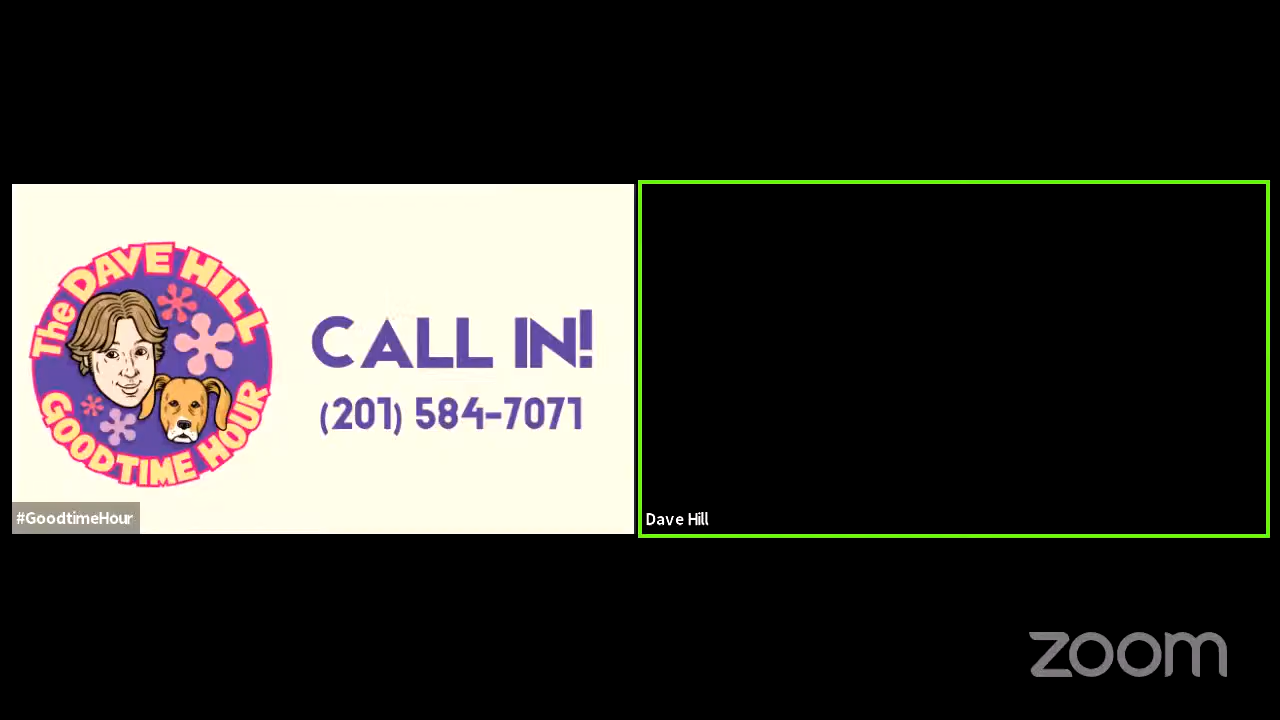 The DAVE HILL
GOODTIME HOUR
CALL IN!
(201) 584-7071
#GoodtimeHour
Dave Hill
zoom